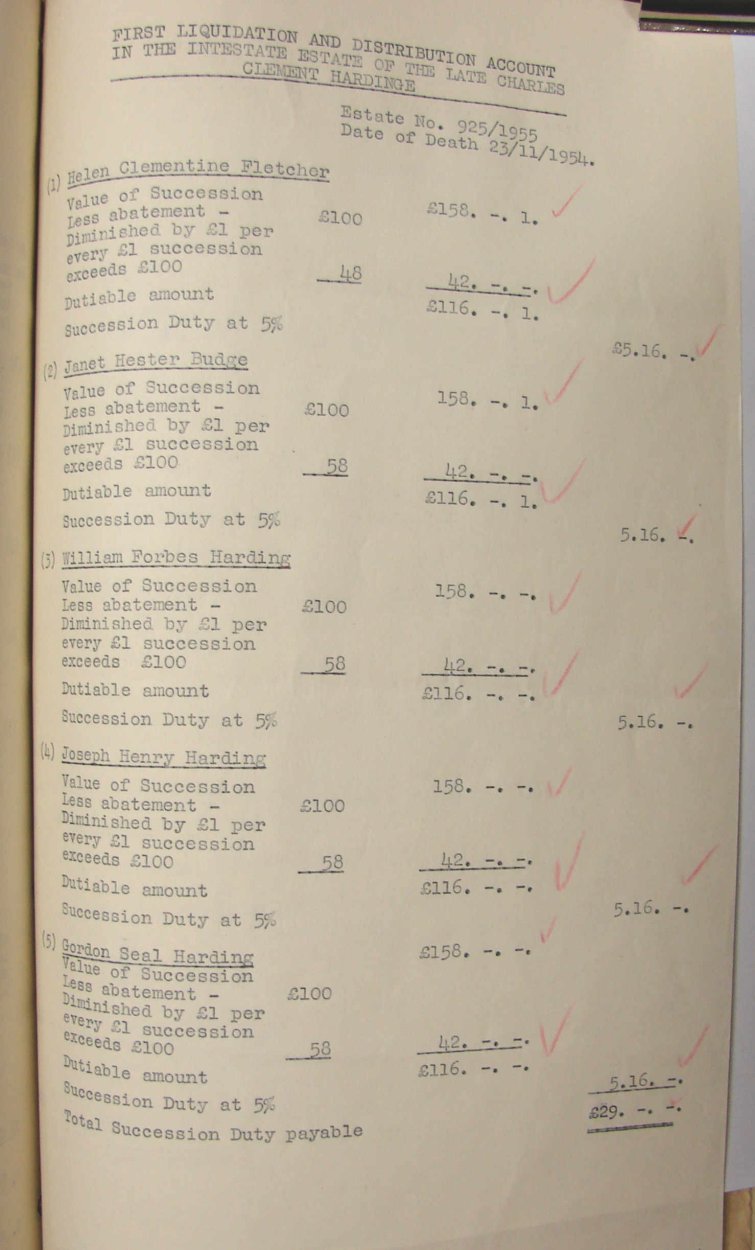 FIRST LIQUIDATION AND DISTRIBUTION ACCOUNT
IN THE INTESTATE ESTATE OF THE LATE CHARLES
CLEMENT HARDINGE
Estate No. 925/1955
Date of Death 23/11/1954.
(1) Helen Clementine Fletcher
Value of Succession £158. -. 1.
Less abatement - £100
Diminished by £1 per
every £1 succession
exceeds £100 48 42. -. -.
Dutiable amount £116. -. 1.
Succession Duty at 5% £5.16. -.
(2) Janet Hester Budge
Value of Succession 158. -. 1.
Less abatement - £100
Diminished by £1 per
every £1 succession
exceeds £100 58 42. -. -.
Dutiable amount £116. -. 1.
Succession Duty at 5% 5.16. -.
(3) William Forbes Harding
Value of Succession 158. -. -.
Less abatement - £100
Diminished by £1 per
every £1 succession
exceeds £100 58 42. -. -.
Dutiable amount £116. -. -.
Succession Duty at 5% 5.16. -.
(4) Joseph Henry Harding
Value of Succession 158. -. -.
Less abatement - £100
Diminished by £1 per
every £1 succession
exceeds £100 58 42. -. -.
Dutiable amount £116. -. -.
Succession Duty at 5% 5.16. -.
(5) Gordon Seal Harding
Value of Succession £158. -. -.
Less abatement - £100
Diminished by £1 per
every £1 succession
exceeds £100 58 42. -. -.
Dutiable amount £116. -. -.
Succession Duty at 5% 5.16. -.
Total Succession Duty payable £29. -. -.